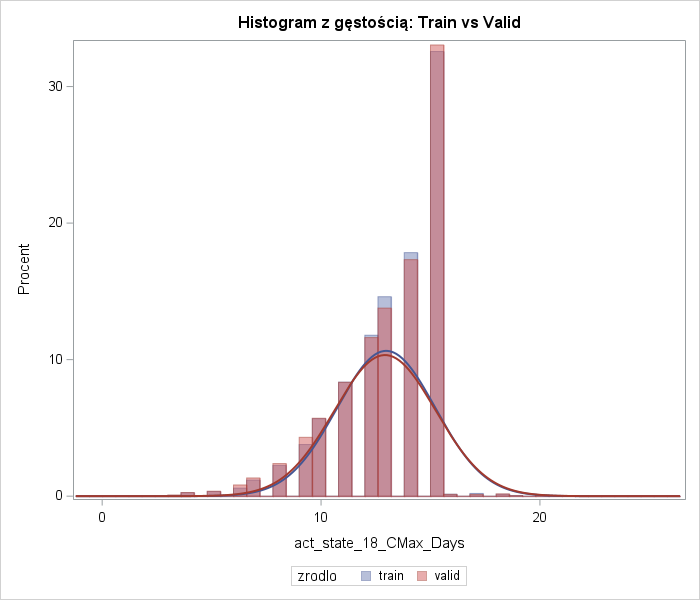 Histogram z gęstością: Train vs Valid
30
20
10
0
Procent
0 10 20
act_state_18_CMax_Days
zrodlo train valid